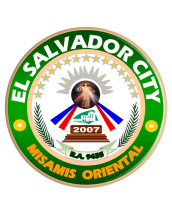 EL SALVADOR CITY
2007
R.A. 9435
MISAMIS ORIENTAL